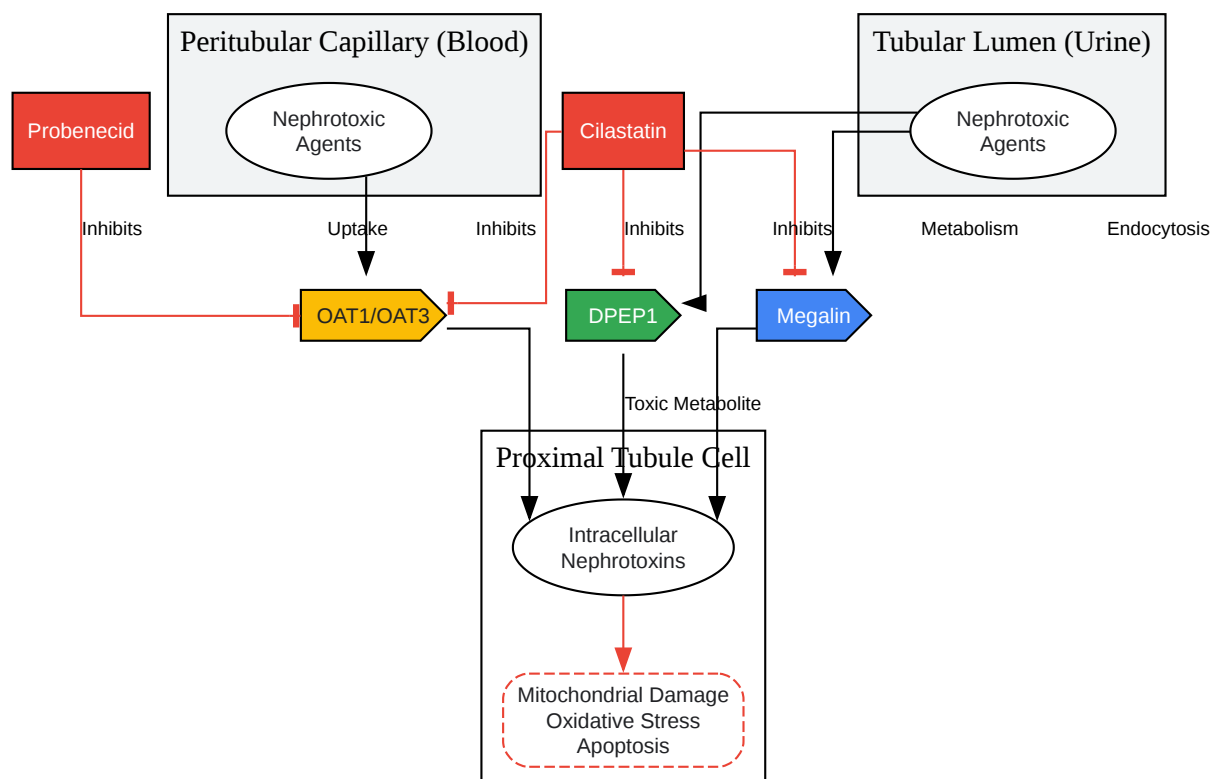 Peritubular Capillary (Blood)
Tubular Lumen (Urine)
Probenecid
Nephrotoxic
Agents
Cilastatin
Nephrotoxic
Agents
Inhibits
Uptake
Inhibits
Inhibits
Inhibits
Metabolism
Endocytosis
OAT1/OAT3
DPEP1
Megalin
Toxic Metabolite
Proximal Tubule Cell
Intracellular
Nephrotoxins
Mitochondrial Damage
Oxidative Stress
Apoptosis